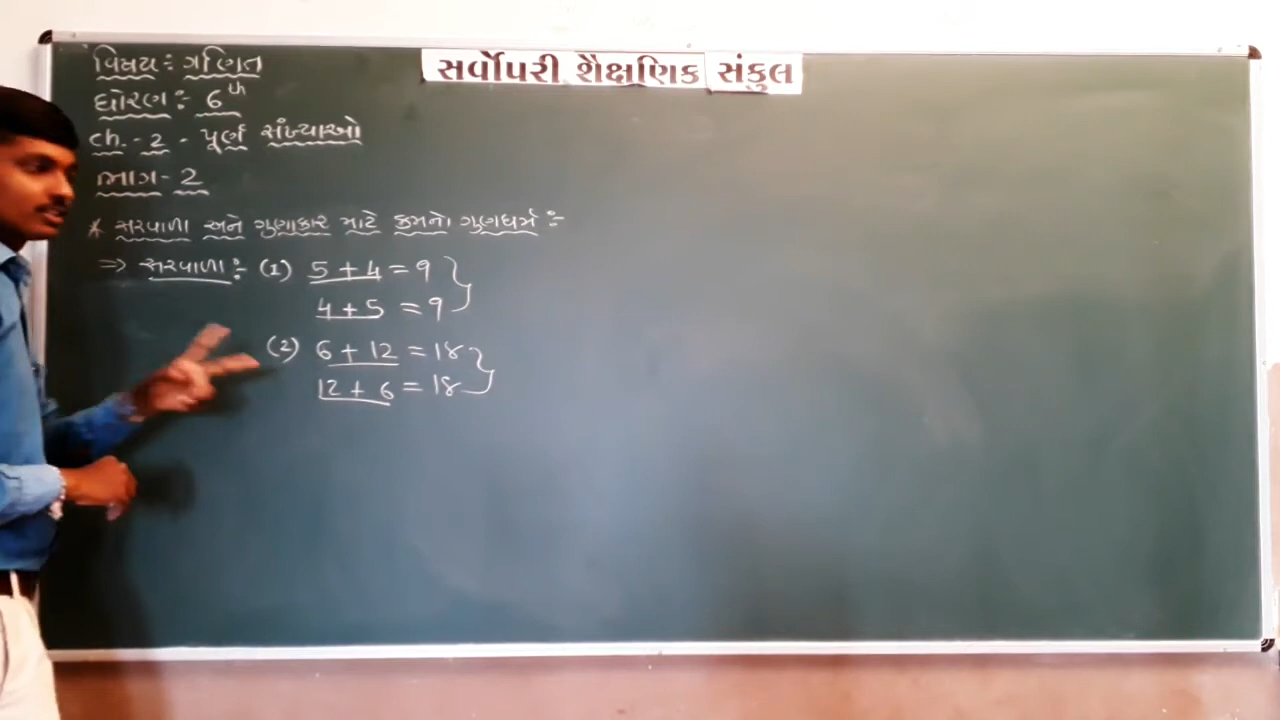 સર્વોપરી શૈક્ષણિક સંકુલ
વિષય :- ગણિત
ધોરણ :- 6th
ch. - 2 - પૂર્ણ સંખ્યાઓ
ભાગ - 2
* સરવાળા અને ગુણાકાર માટે ક્રમનો ગુણધર્મ :-
⇒ સરવાળા :- (1) 5 + 4 = 9
4 + 5 = 9
(2) 6 + 12 = 18
12 + 6 = 18